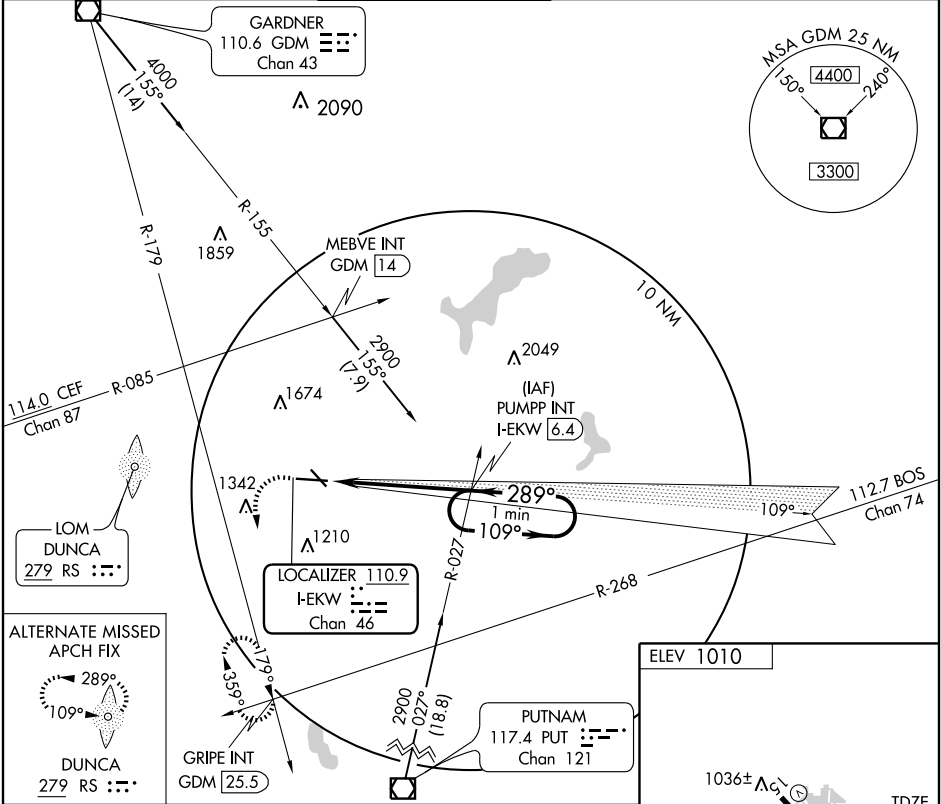 GARDNER
110.6 GDM
Chan 43
4000
155°
(14)
2090
MSA GDM 25 NM
150°
4400
240°
3300
R-179
R-155
1859
MEBVE INT
GDM 14
10 NM
2900
155°
(7.9)
2049
114.0 CEF
Chan 87
R-085
1674
(IAF)
PUMPP INT
I-EKW 6.4
1342
289°
1 min
109°
109°
112.7 BOS
Chan 74
LOM
DUNCA
279 RS
1210
LOCALIZER 110.9
I-EKW
Chan 46
R-027
R-268
ALTERNATE MISSED
APCH FIX
289°
109°
DUNCA
279 RS
179°
359°
GRIPE INT
GDM 25.5
2900
027°
(18.8)
PUTNAM
117.4 PUT
Chan 121
ELEV 1010
1036±
15
V
TDZE